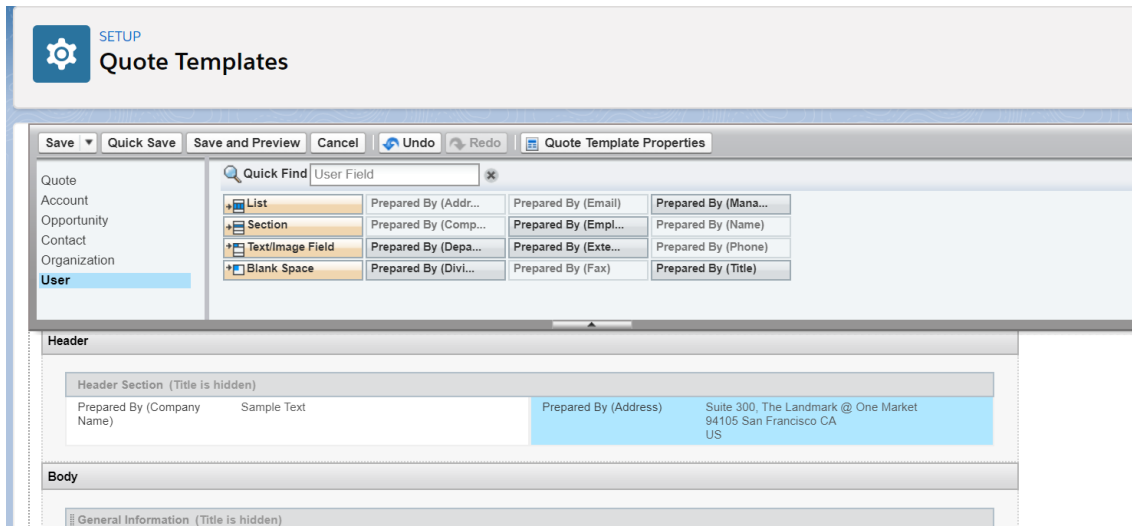 SETUP
Quote Templates
Save Quick Save Save and Preview Cancel Undo Redo Quote Template Properties
Quote
Account
Opportunity
Contact
Organization
User
Quick Find User Field
List Prepared By (Addr... Prepared By (Email) Prepared By (Mana...
Section Prepared By (Comp... Prepared By (Empl... Prepared By (Name)
Text/Image Field Prepared By (Depa... Prepared By (Exte... Prepared By (Phone)
Blank Space Prepared By (Divi... Prepared By (Fax) Prepared By (Title)
Header
Header Section (Title is hidden)
Prepared By (Company Name) Sample Text
Prepared By (Address) Suite 300, The Landmark @ One Market
94105 San Francisco CA
US
Body
General Information (Title is hidden)